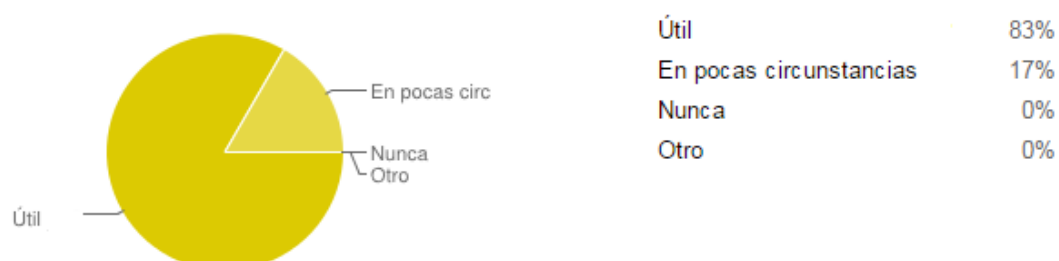 En pocas circ
Nunca
Otro
Útil
Útil 83%
En pocas circunstancias 17%
Nunca 0%
Otro 0%